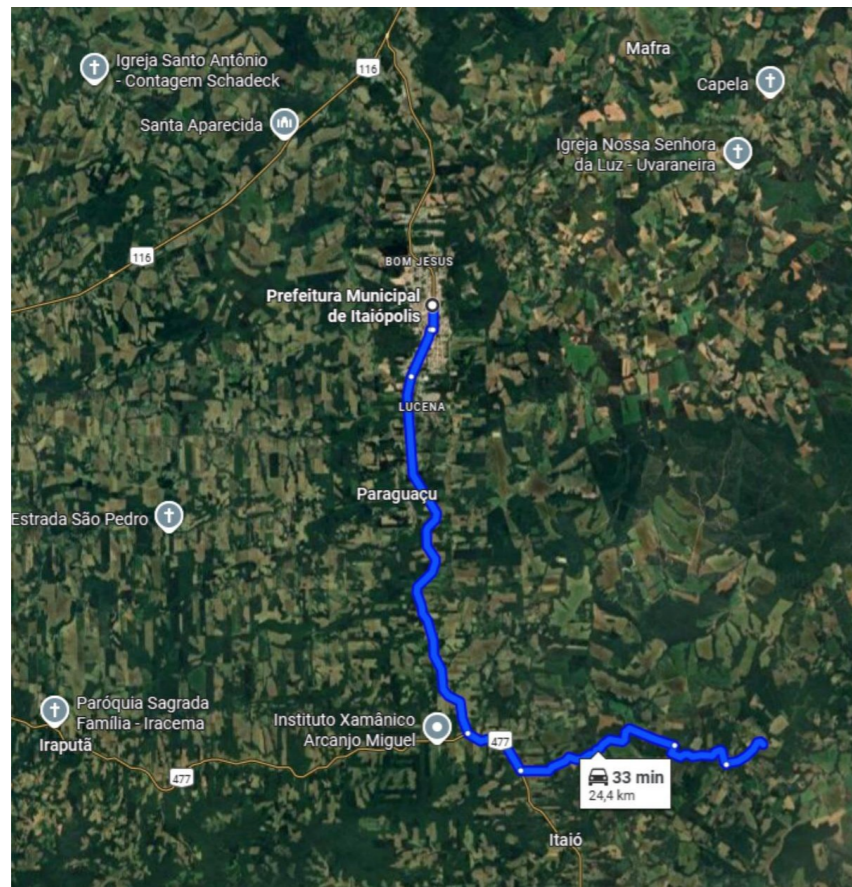 Mafra
Igreja Santo Antônio
- Contagem Schadeck
116
Capela
Santa Aparecida
Igreja Nossa Senhora
da Luz - Uvaraneira
116
BOM JESUS
Prefeitura Municipal
de Itaiópolis
LUCENA
Paraguaçu
Estrada São Pedro
Paróquia Sagrada
Família - Iracema
Iraputã
Instituto Xamânico
Arcanjo Miguel
477
477
33 min
24,4 km
Itaió